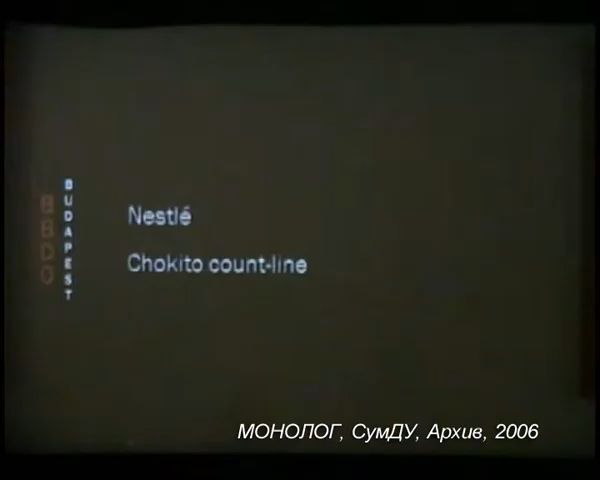 BBDO
BUDAPEST
Nestlé
Chokito count-line
МОНОЛОГ, СумДУ, Архив, 2006